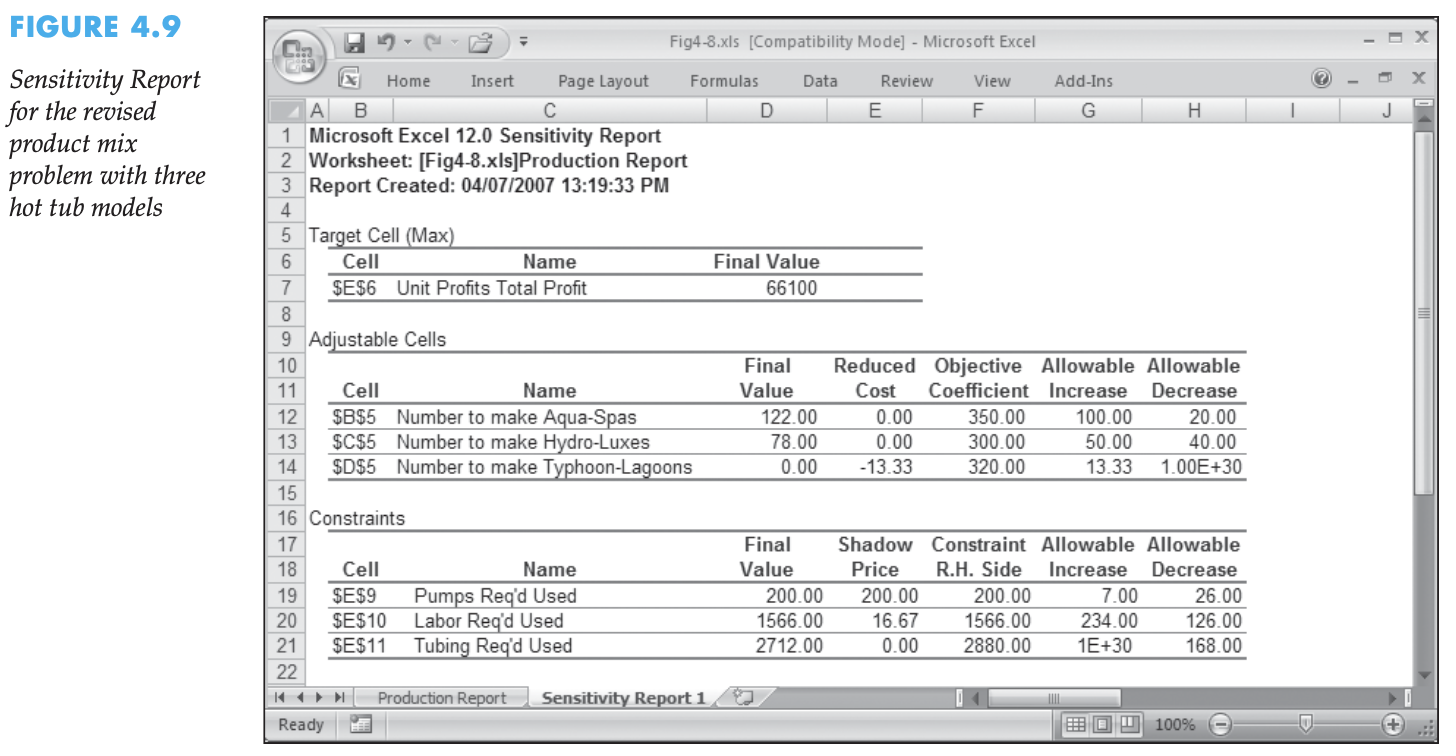 FIGURE 4.9
Sensitivity Report
for the revised
product mix
problem with three
hot tub models
Fig4-8.xls [Compatibility Mode] - Microsoft Excel
Home Insert Page Layout Formulas Data Review View Add-Ins
A B C D E F G H I J
1 Microsoft Excel 12.0 Sensitivity Report
2 Worksheet: [Fig4-8.xls]Production Report
3 Report Created: 04/07/2007 13:19:33 PM
4
5 Target Cell (Max)
6 Cell Name Final Value
7 $E$6 Unit Profits Total Profit 66100
8
9 Adjustable Cells
10 Final Reduced Objective Allowable Allowable
11 Cell Name Value Cost Coefficient Increase Decrease
12 $B$5 Number to make Aqua-Spas 122.00 0.00 350.00 100.00 20.00
13 $C$5 Number to make Hydro-Luxes 78.00 0.00 300.00 50.00 40.00
14 $D$5 Number to make Typhoon-Lagoons 0.00 -13.33 320.00 13.33 1.00E+30
15
16 Constraints
17 Final Shadow Constraint Allowable Allowable
18 Cell Name Value Price R.H. Side Increase Decrease
19 $E$9 Pumps Req'd Used 200.00 200.00 200.00 7.00 26.00
20 $E$10 Labor Req'd Used 1566.00 16.67 1566.00 234.00 126.00
21 $E$11 Tubing Req'd Used 2712.00 0.00 2880.00 1E+30 168.00
22
Production Report Sensitivity Report 1
Ready 100%